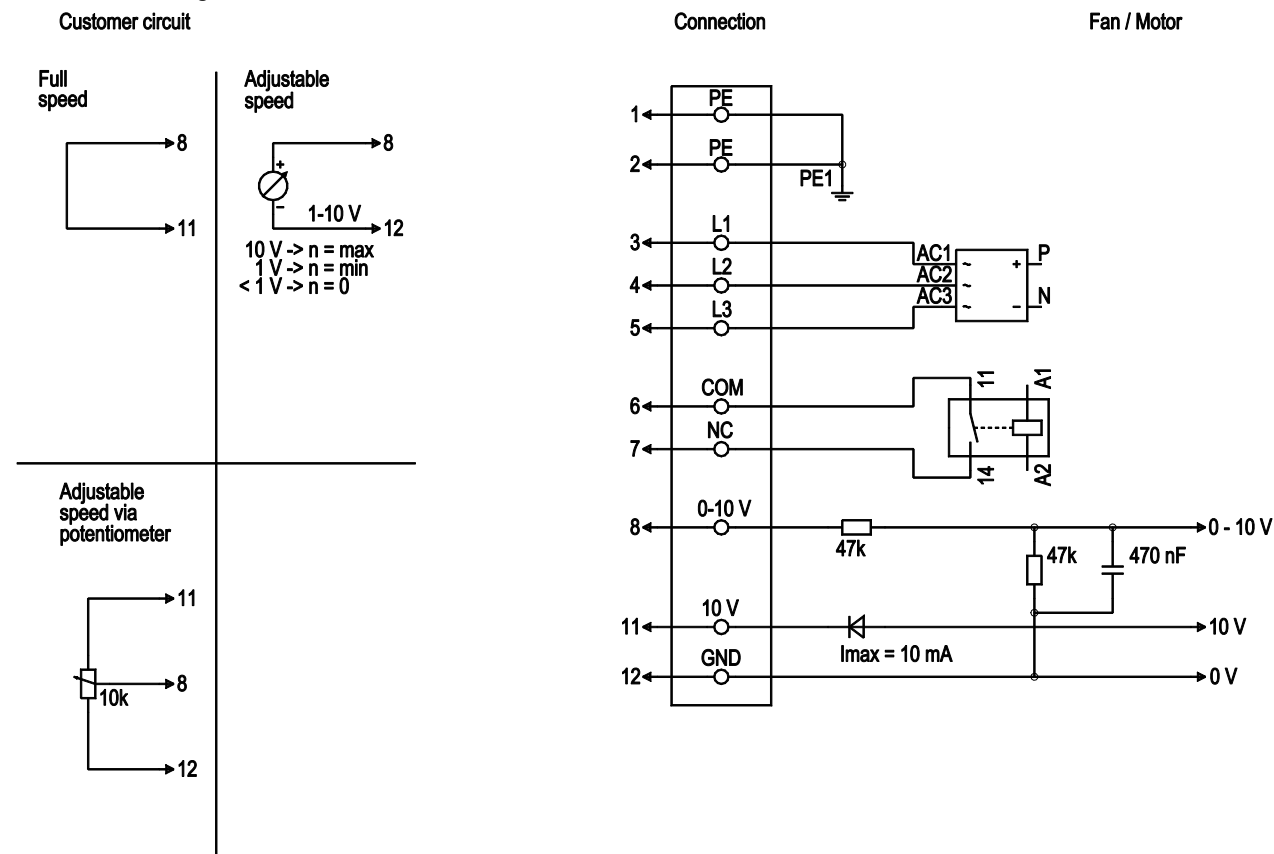 Customer circuit
Connection
Fan / Motor
Full
speed
8
11
Adjustable
speed
8
+
−
1-10 V
12
10 V -> n = max
1 V -> n = min
< 1 V -> n = 0
Adjustable
speed via
potentiometer
11
8
10k
12
1
PE
2
PE
PE1
3
L1
4
L2
5
L3
AC1
AC2
AC3
~
~
~
+
−
P
N
6
COM
7
NC
11
14
A1
A2
8
0-10 V
47k
47k
470 nF
0 - 10 V
11
10 V
Imax = 10 mA
10 V
12
GND
0 V